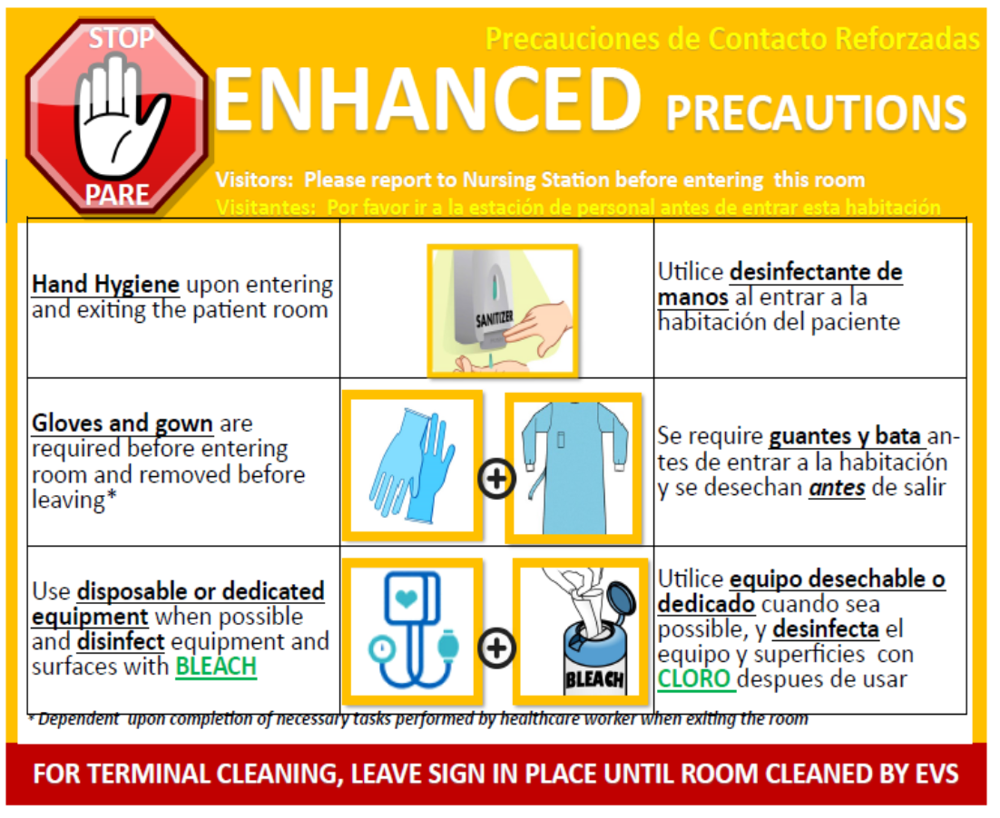 STOP
PARE
Precauciones de Contacto Reforzadas
ENHANCED PRECAUTIONS
Visitors: Please report to Nursing Station before entering this room
Visitantes: Por favor ir a la estación de personal antes de entrar esta habitación
Hand Hygiene upon entering
and exiting the patient room
SANITIZER
Utilice desinfectante de
manos al entrar a la
habitación del paciente
Gloves and gown are
required before entering
room and removed before
leaving*
Se require guantes y bata an-
tes de entrar a la habitación
y se desechan antes de salir
Use disposable or dedicated
equipment when possible
and disinfect equipment and
surfaces with BLEACH
BLEACH
Utilice equipo desechable o
dedicado cuando sea
possible, y desinfecta el
equipo y superficies con
CLORO despues de usar
* Dependent upon completion of necessary tasks performed by healthcare worker when exiting the room
FOR TERMINAL CLEANING, LEAVE SIGN IN PLACE UNTIL ROOM CLEANED BY EVS